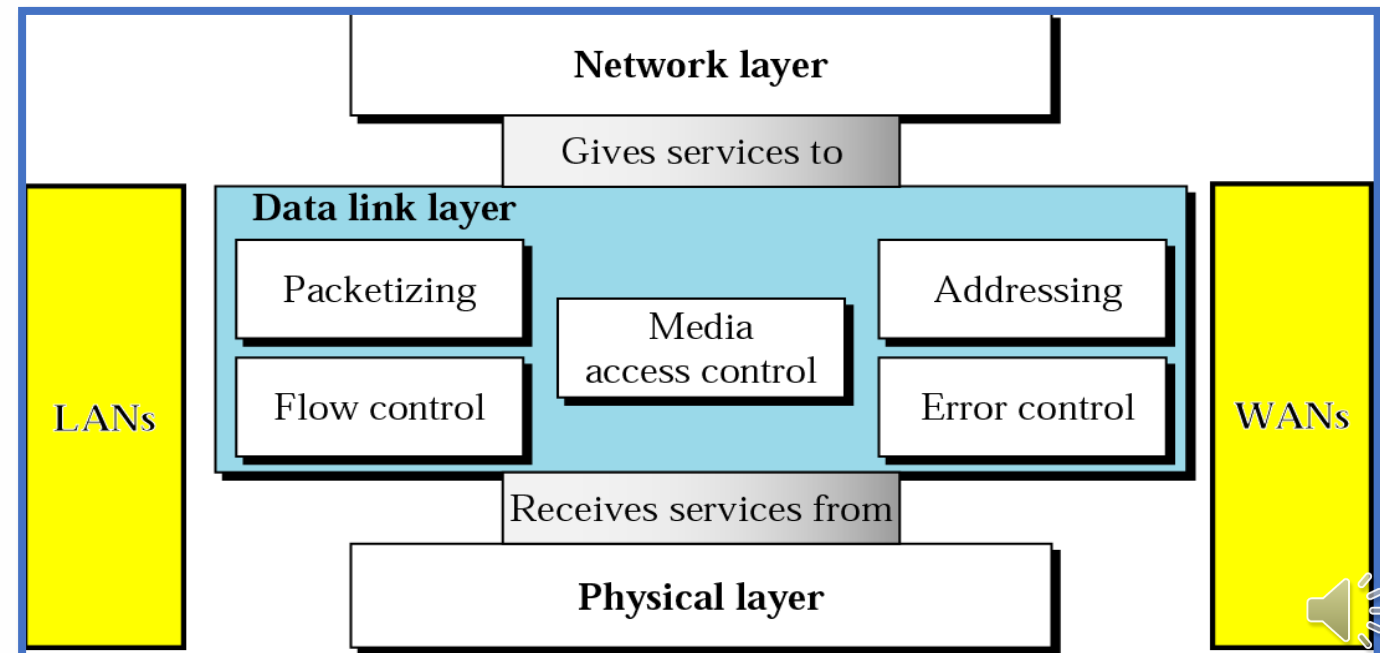 Network layer
Gives services to
Data link layer
Packetizing
Addressing
Media
access control
Flow control
Error control
LANs
WANs
Receives services from
Physical layer